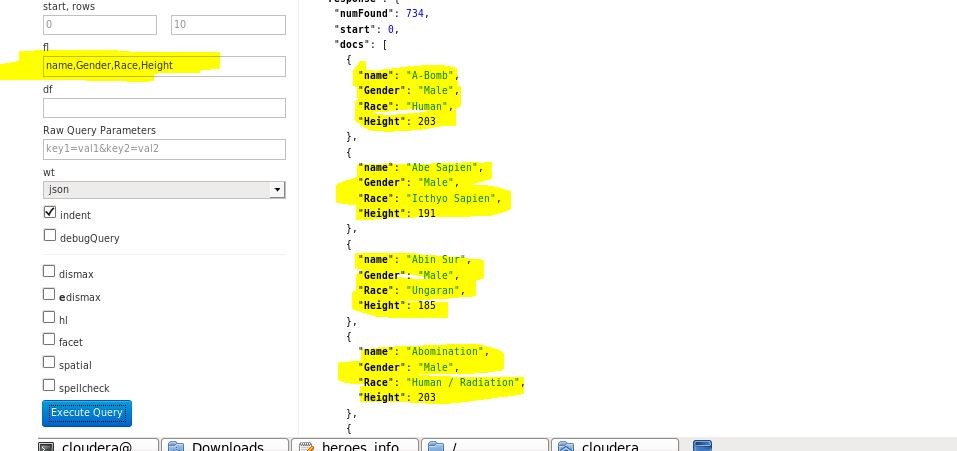 start, rows
0 10
fl
name,Gender,Race,Height
df
Raw Query Parameters
key1=val1&key2=val2
wt
json
indent
debugQuery
dismax
edismax
hl
facet
spatial
spellcheck
Execute Query
"response": {
"numFound": 734,
"start": 0,
"docs": [
{
"name": "A-Bomb",
"Gender": "Male",
"Race": "Human",
"Height": 203
},
{
"name": "Abe Sapien",
"Gender": "Male",
"Race": "Icthyo Sapien",
"Height": 191
},
{
"name": "Abin Sur",
"Gender": "Male",
"Race": "Ungaran",
"Height": 185
},
{
"name": "Abomination",
"Gender": "Male",
"Race": "Human / Radiation",
"Height": 203
},
{
cloudera@ Downloads heroes_info / cloudera